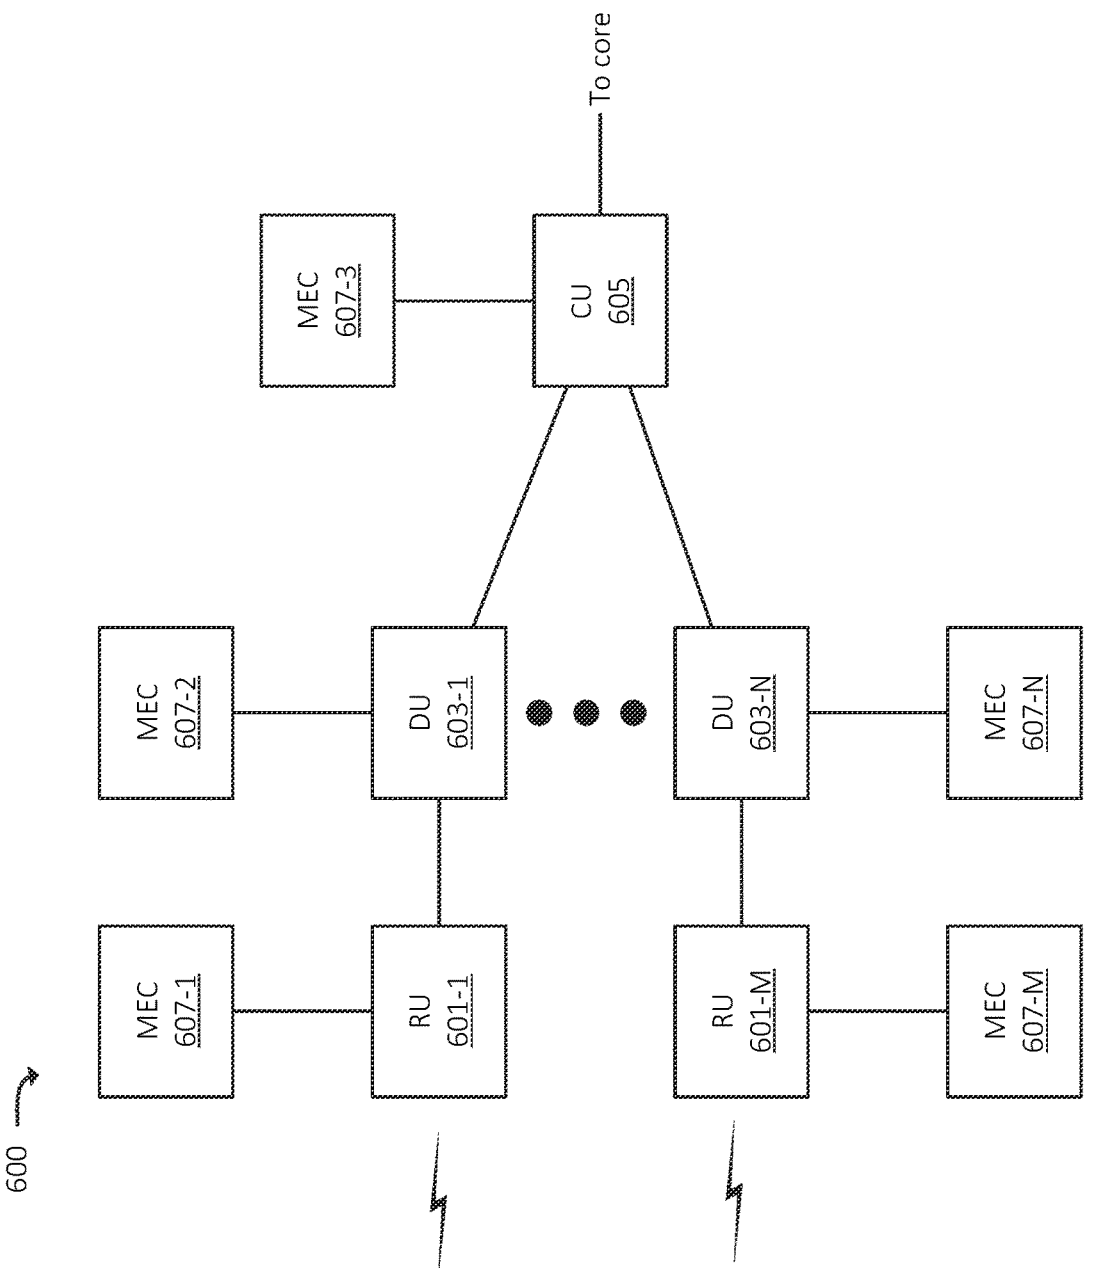 600
MEC
607-1
MEC
607-2
MEC
607-3
RU
601-1
DU
603-1
CU
605
To core
RU
601-M
DU
603-N
MEC
607-M
MEC
607-N